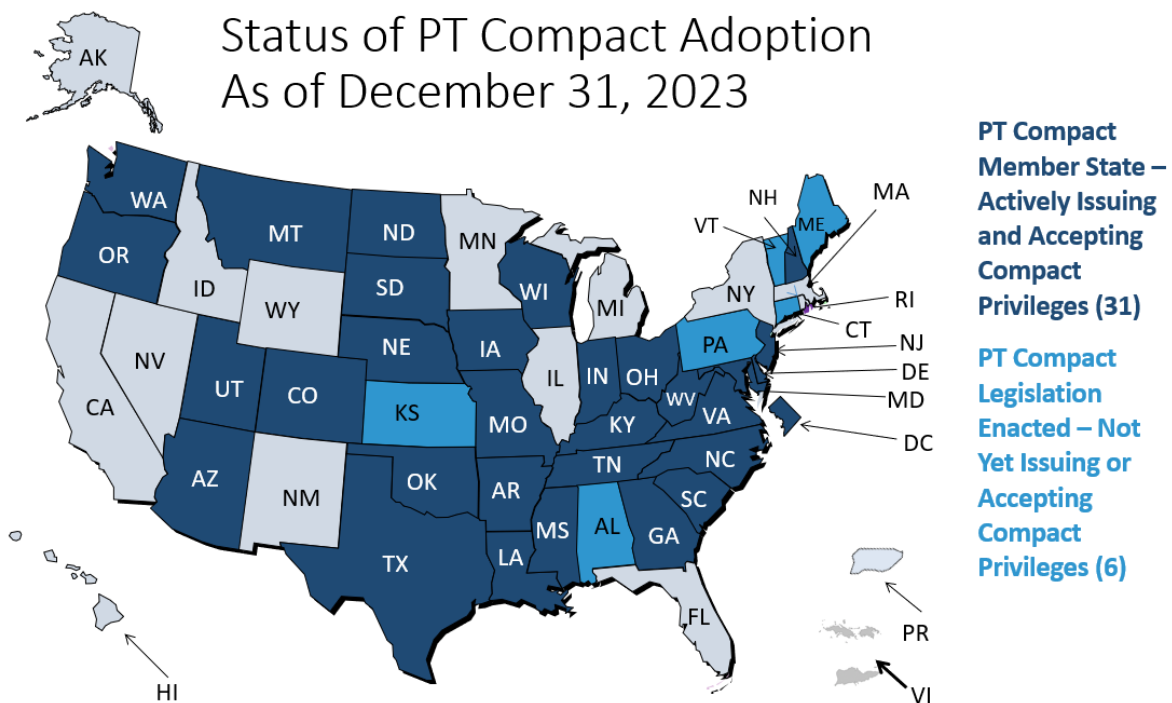 Status of PT Compact Adoption
As of December 31, 2023
AK
WA
MT
ND
MN
VT
NH
ME
MA
OR
ID
SD
WI
MI
NY
RI
WY
CT
NV
NE
IA
PA
NJ
UT
CO
IL
IN
OH
DE
CA
KS
MO
WV
VA
MD
KY
DC
AZ
NM
OK
AR
TN
NC
SC
MS
AL
GA
TX
LA
FL
PR
HI
VI
PT Compact
Member State –
Actively Issuing
and Accepting
Compact
Privileges (31)
PT Compact
Legislation
Enacted – Not
Yet Issuing or
Accepting
Compact
Privileges (6)